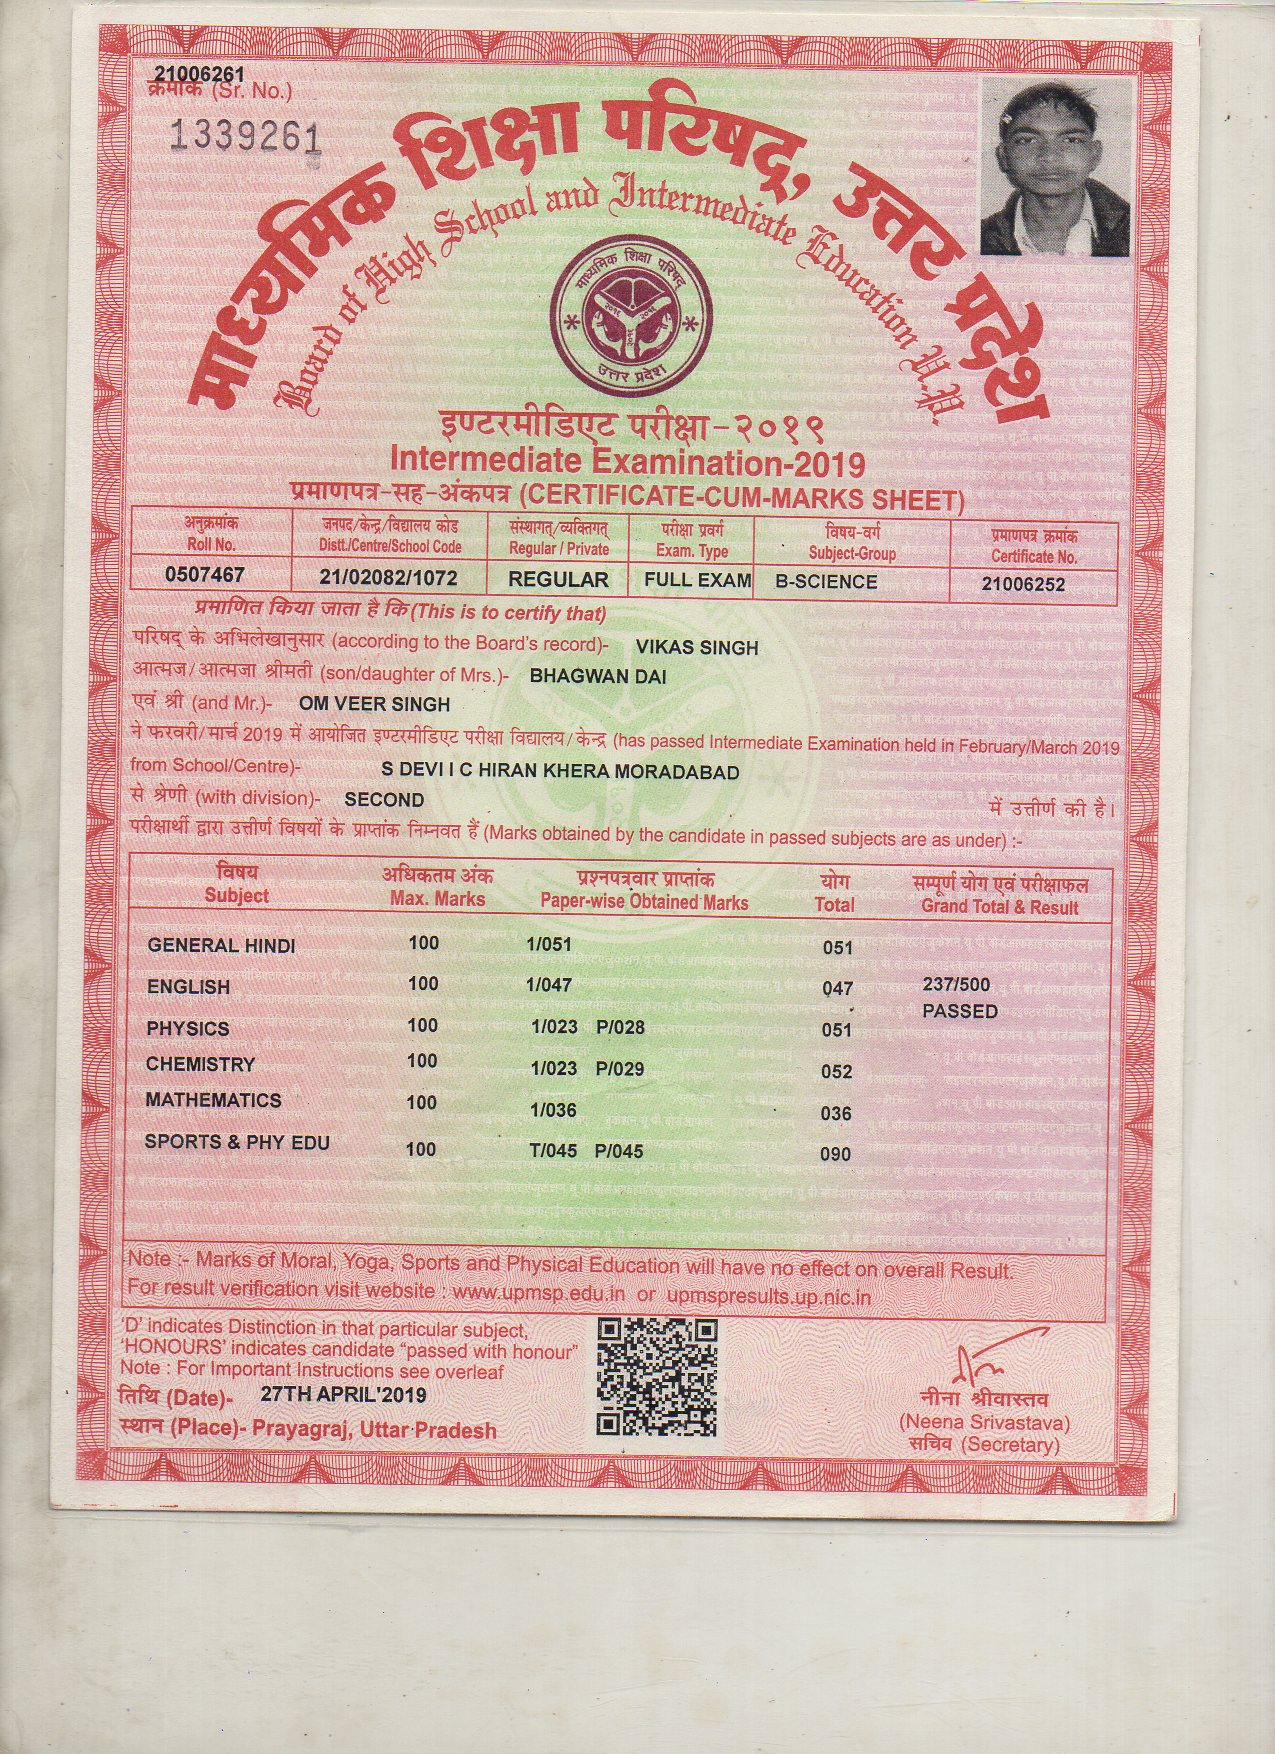 21006261
क्रमांक (Sr. No.)
1339261
माध्यमिक शिक्षा परिषद्, उत्तर प्रदेश
Board of High School and Intermediate Education U.P.
माध्यमिक शिक्षा परिषद
उत्तर प्रदेश
इण्टरमीडिएट परीक्षा-२०१९
Intermediate Examination-2019
प्रमाणपत्र-सह-अंकपत्र (CERTIFICATE-CUM-MARKS SHEET)
अनुक्रमांक जनपद/केन्द्र/विद्यालय कोड संस्थागत्/व्यक्तिगत् परीक्षा प्रवर्ग विषय-वर्ग प्रमाणपत्र क्रमांक
Roll No. Distt./Centre/School Code Regular / Private Exam. Type Subject-Group Certificate No.
0507467 21/02082/1072 REGULAR FULL EXAM B-SCIENCE 21006252
प्रमाणित किया जाता है कि (This is to certify that)
परिषद् के अभिलेखानुसार (according to the Board's record)- VIKAS SINGH
आत्मज/आत्मजा श्रीमती (son/daughter of Mrs.)- BHAGWAN DAI
एवं श्री (and Mr.)- OM VEER SINGH
ने फरवरी/मार्च 2019 में आयोजित इण्टरमीडिएट परीक्षा विद्यालय/केन्द्र (has passed Intermediate Examination held in February/March 2019
from School/Centre)- S DEVI I C HIRAN KHERA MORADABAD
से श्रेणी (with division)- SECOND में उत्तीर्ण की है।
परीक्षार्थी द्वारा उत्तीर्ण विषयों के प्राप्तांक निम्नवत हैं (Marks obtained by the candidate in passed subjects are as under) :-
विषय अधिकतम अंक प्रश्नपत्रवार प्राप्तांक योग सम्पूर्ण योग एवं परीक्षाफल
Subject Max. Marks Paper-wise Obtained Marks Total Grand Total & Result
GENERAL HINDI 100 1/051 051
ENGLISH 100 1/047 047 237/500
PASSED
PHYSICS 100 1/023 P/028 051
CHEMISTRY 100 1/023 P/029 052
MATHEMATICS 100 1/036 036
SPORTS & PHY EDU 100 T/045 P/045 090
Note :- Marks of Moral, Yoga, Sports and Physical Education will have no effect on overall Result.
For result verification visit website : www.upmsp.edu.in or upmspresults.up.nic.in
'D' indicates Distinction in that particular subject,
'HONOURS' indicates candidate "passed with honour"
Note : For Important Instructions see overleaf
तिथि (Date)- 27TH APRIL'2019
स्थान (Place)- Prayagraj, Uttar Pradesh
नीना श्रीवास्तव
(Neena Srivastava)
सचिव (Secretary)